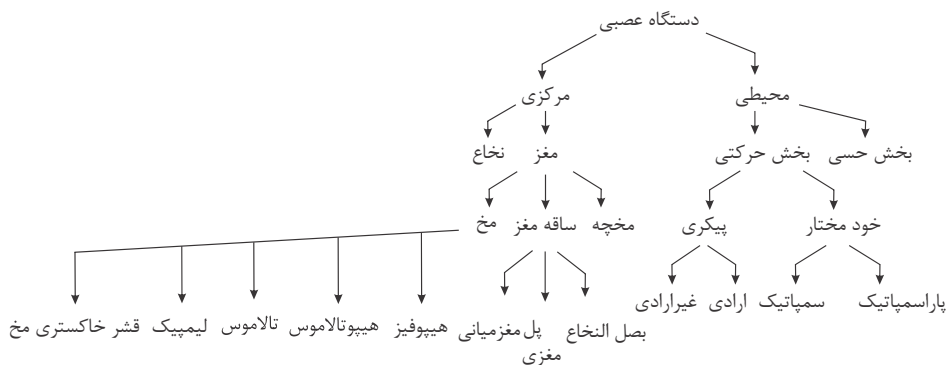 دستگاه عصبی
محیطی
مرکزی
بخش حسی
بخش حرکتی
مغز
نخاع
خود مختار
پیکری
مخچه
ساقه مغز
مخ
پاراسمپاتیک
سمپاتیک
ارادی
غیرارادی
بصل النخاع
پل مغزی
مغزمیانی
هیپوفیز
هیپوتالاموس
تالاموس
لیمپیک
قشر خاکستری مخ